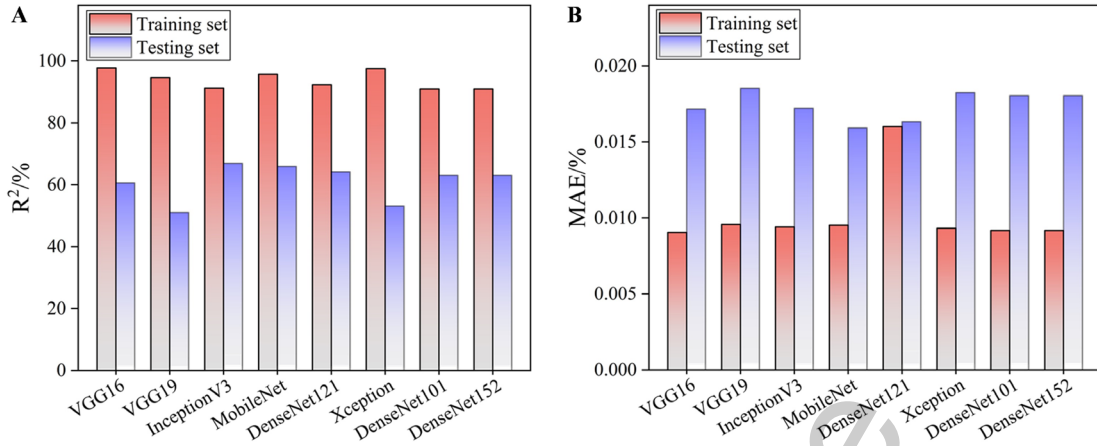 A
Training set
Testing set
100
80
60
40
20
0
R²/%
VGG16
VGG19
InceptionV3
MobileNet
DenseNet121
Xception
DenseNet101
DenseNet152
B
Training set
Testing set
0.020
0.015
0.010
0.005
0.000
MAE/%
VGG16
VGG19
InceptionV3
MobileNet
DenseNet121
Xception
DenseNet101
DenseNet152